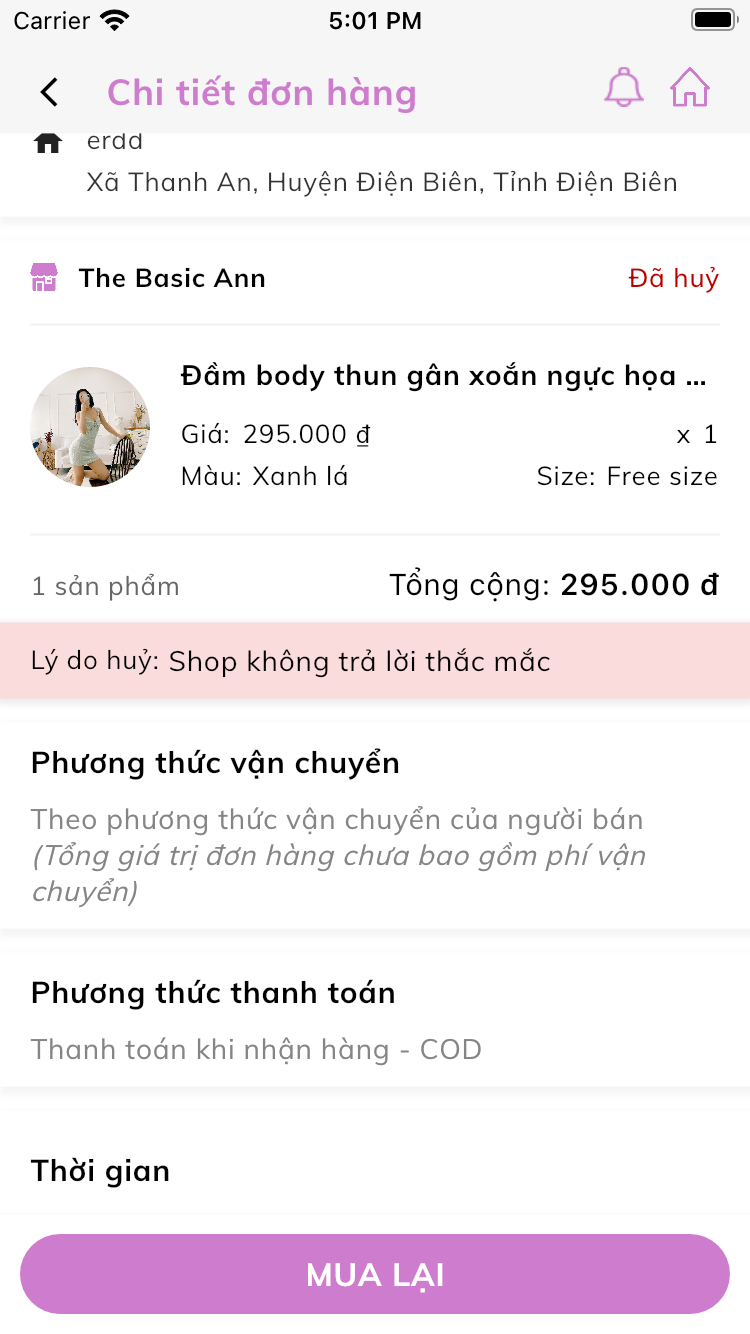 Carrier 5:01 PM
Chi tiết đơn hàng
erdd
Xã Thanh An, Huyện Điện Biên, Tỉnh Điện Biên
The Basic Ann Đã huỷ
Đầm body thun gân xoắn ngực họa ...
Giá: 295.000 ₫ x 1
Màu: Xanh lá Size: Free size
1 sản phẩm Tổng cộng: 295.000 đ
Lý do huỷ: Shop không trả lời thắc mắc
Phương thức vận chuyển
Theo phương thức vận chuyển của người bán
(Tổng giá trị đơn hàng chưa bao gồm phí vận
chuyển)
Phương thức thanh toán
Thanh toán khi nhận hàng - COD
Thời gian
MUA LẠI